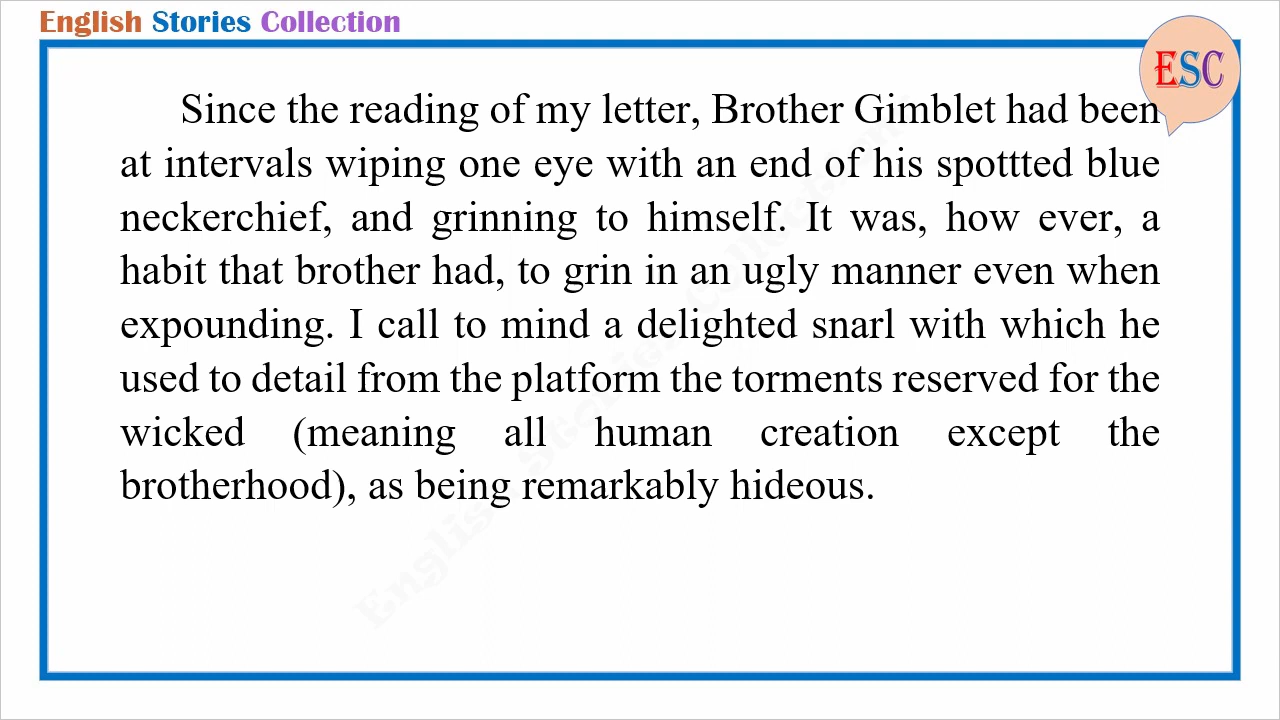 English Stories Collection
ESC
Since the reading of my letter, Brother Gimblet had been
at intervals wiping one eye with an end of his spottted blue
neckerchief, and grinning to himself. It was, how ever, a
habit that brother had, to grin in an ugly manner even when
expounding. I call to mind a delighted snarl with which he
used to detail from the platform the torments reserved for the
wicked (meaning all human creation except the
brotherhood), as being remarkably hideous.
English Stories Collection